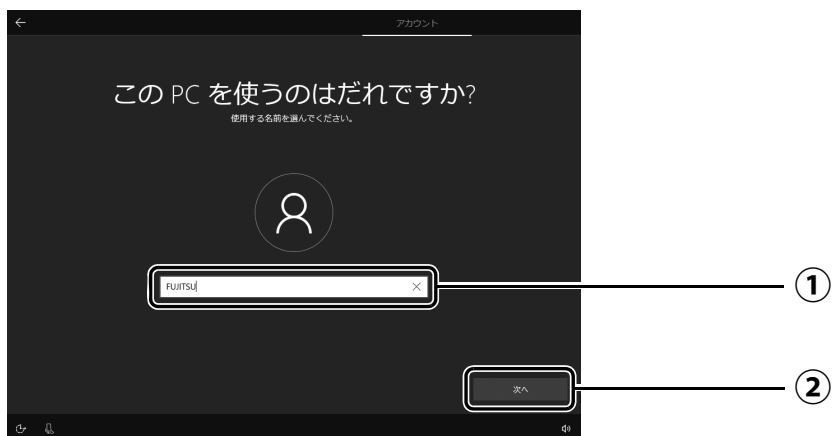 アカウント
この PC を使うのはだれですか?
使用する名前を選んでください。
FUJITSU
①
次へ
②